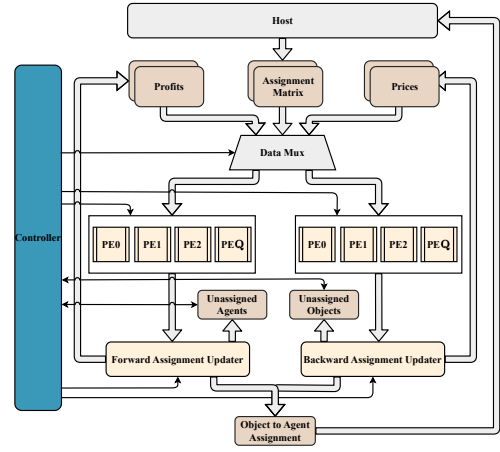 Host
Profits
Assignment
Matrix
Prices
Data Mux
Controller
PE0
PE1
PE2
PEQ
PE0
PE1
PE2
PEQ
Unassigned
Agents
Unassigned
Objects
Forward Assignment Updater
Backward Assignment Updater
Object to Agent
Assignment